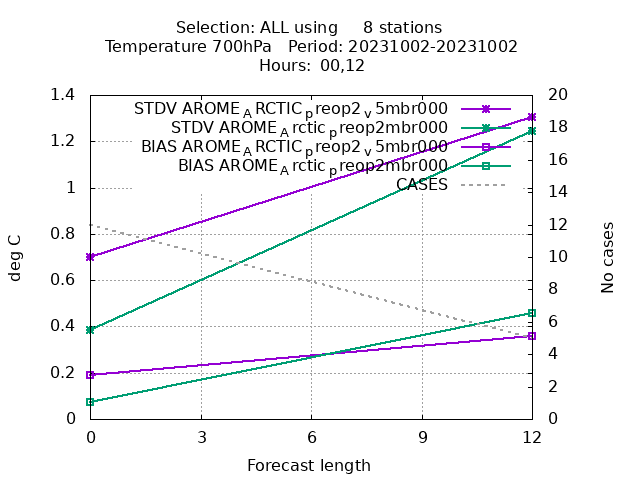 Selection: ALL using 8 stations
Temperature 700hPa Period: 20231002-20231002
Hours: 00,12
1.4 20
STDV AROME_ARCTIC_preop2_v5mbr000
STDV AROME_Arctic_preop2mbr000 18
1.2 BIAS AROME_ARCTIC_preop2_v5mbr000
16
BIAS AROME_Arctic_preop2mbr000
1 CASES 14
0.8 12
deg C No cases
10
0.6 8
0.4 6
4
0.2 2
0 0
0 3 6 9 12
Forecast length